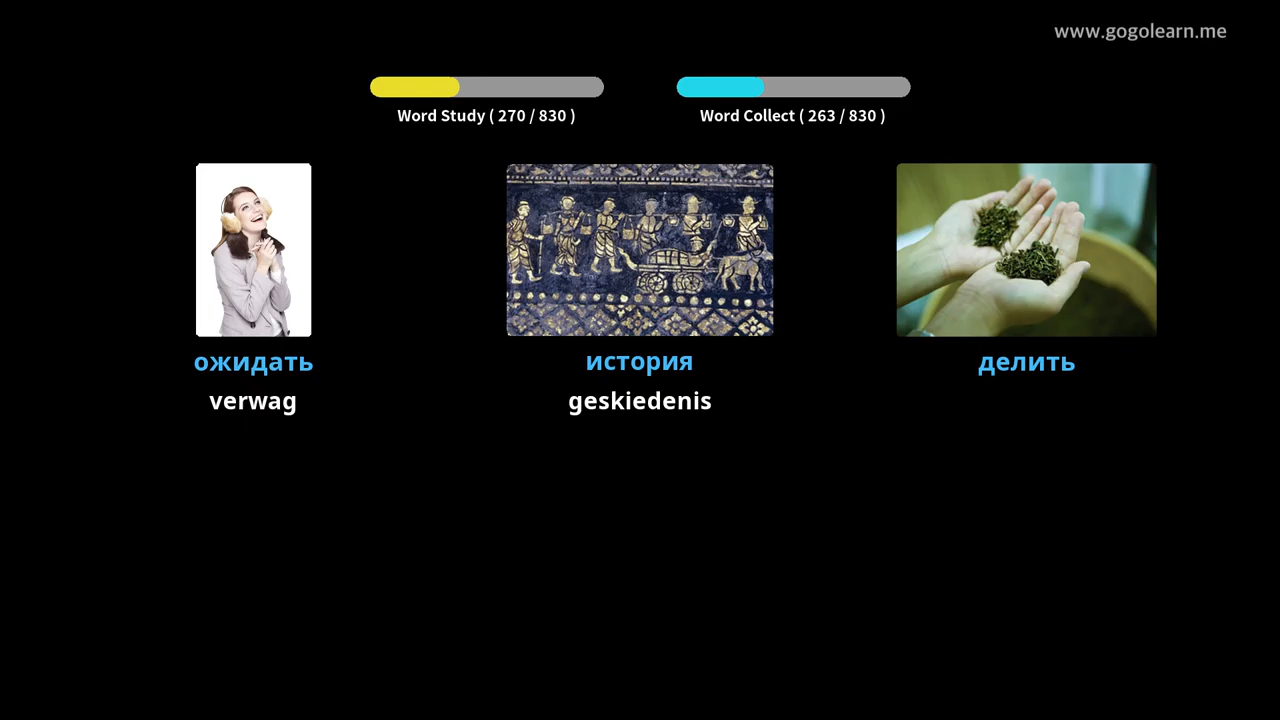 www.gogolearn.me
Word Study ( 270 / 830 )
Word Collect ( 263 / 830 )
ожидать
verwag
история
geskiedenis
делить